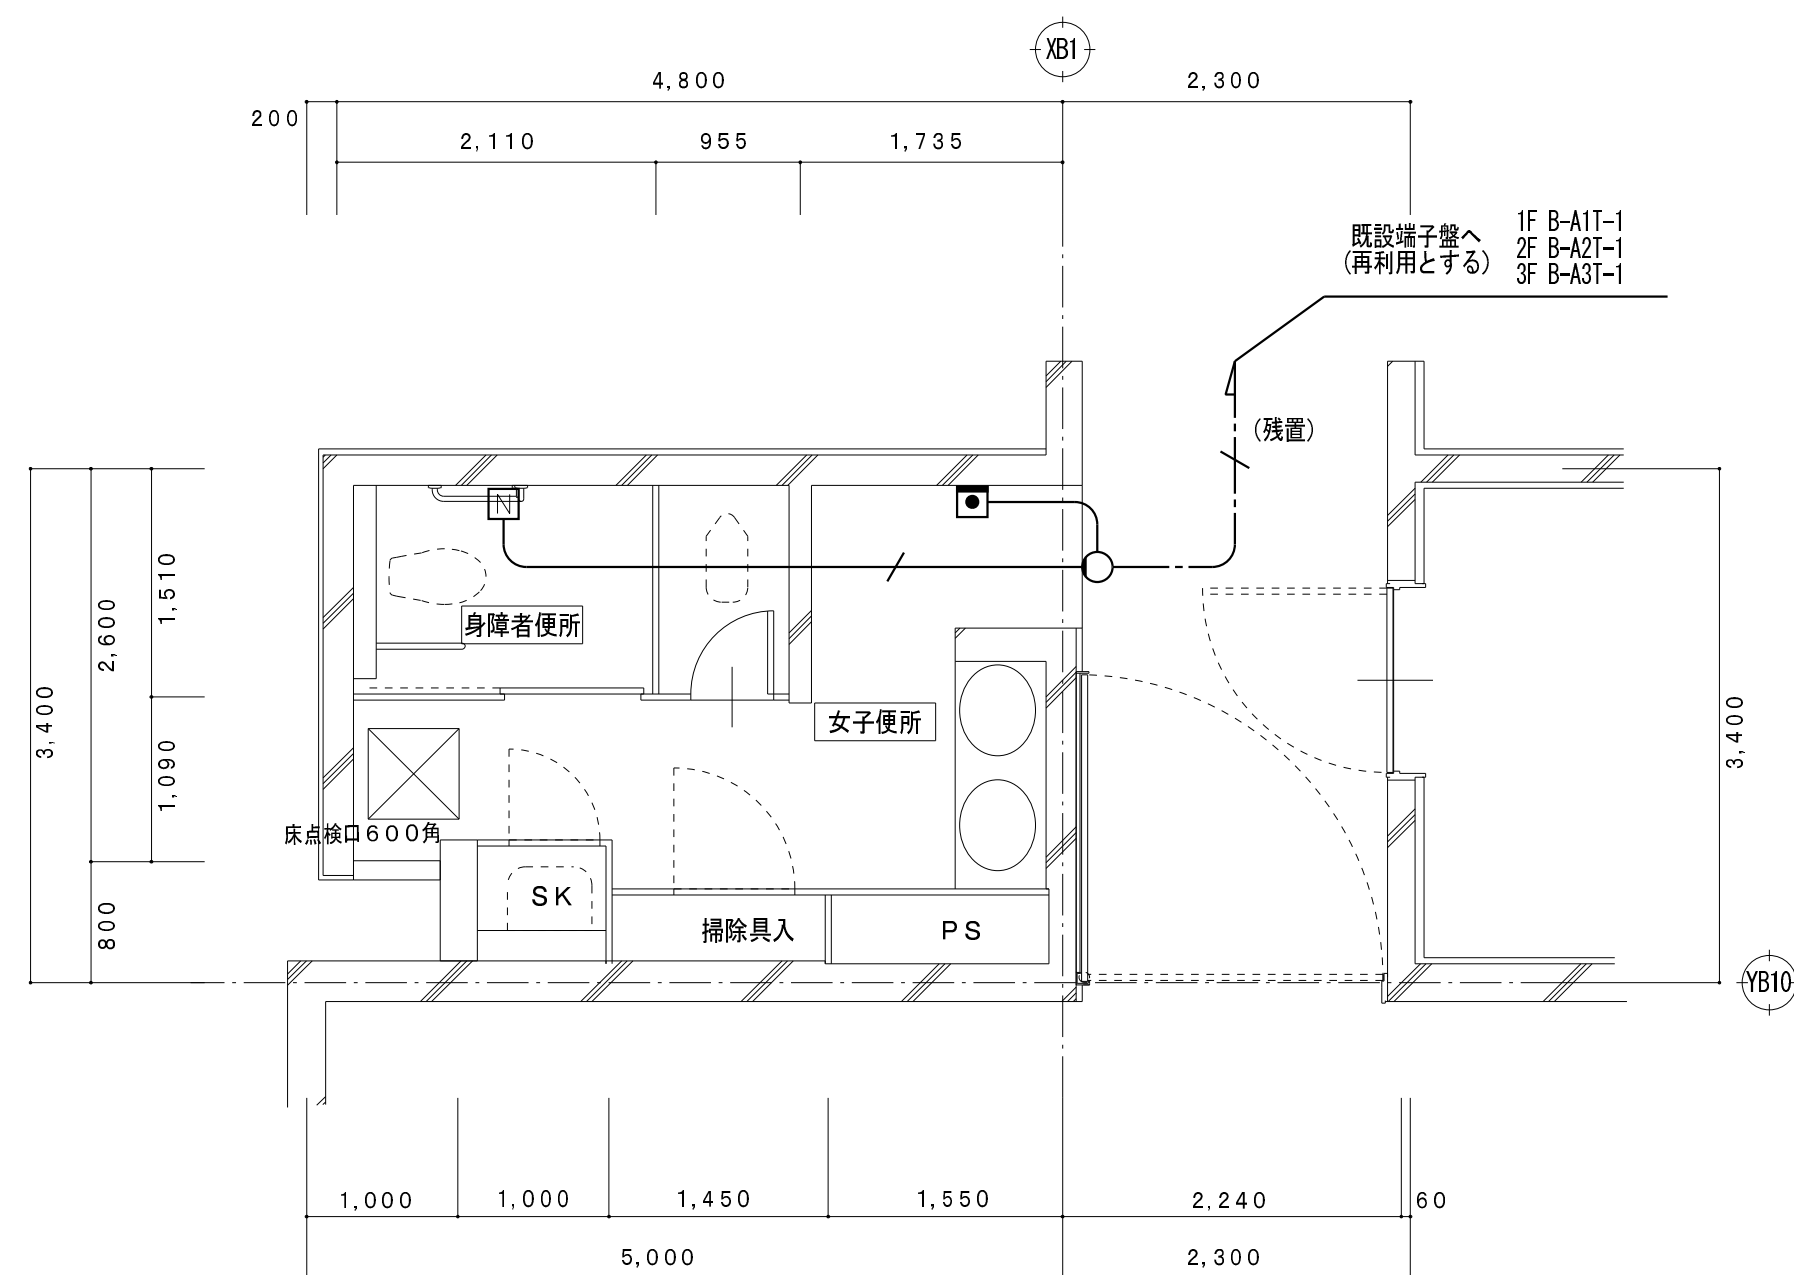 XB1
4,800
2,300
200
2,110
955
1,735
既設端子盤へ
(再利用とする)
1F B-A1T-1
2F B-A2T-1
3F B-A3T-1
(残置)
N
1,510
2,600
身障者便所
3,400
女子便所
3,400
1,090
床点検口600角
SK
800
掃除具入
PS
YB10
1,000
1,000
1,450
1,550
2,240
60
5,000
2,300